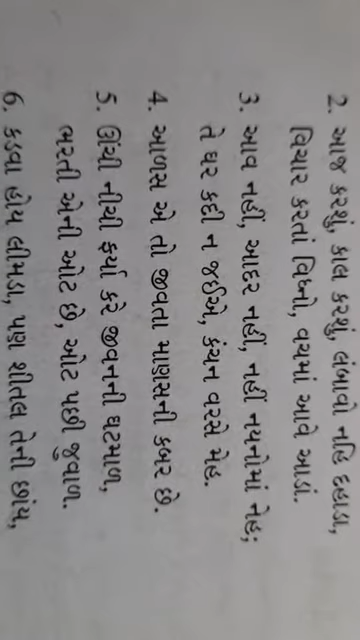 2. આજ કરશું, કાલ કરશું, લંબાવો નહિ દહાડા,
વિચાર કરતાં વિઘ્નો, વચમાં આવે આડાં.
3. આવ નહીં, આદર નહીં, નહીં નયનોમાં નેહ;
તે ઘર કદી ન જઈએ, કંચન વરસે મેહ.
4. આળસ એ તો જીવતા માણસની કબર છે.
5. ઊંચી નીચી ફર્યા કરે જીવનની ઘટમાળ,
ભરતી એની ઓટ છે, ઓટ પછી જુવાળ.
6. કડવા હોય લીમડા, પણ શીતલ તેની છાંય,